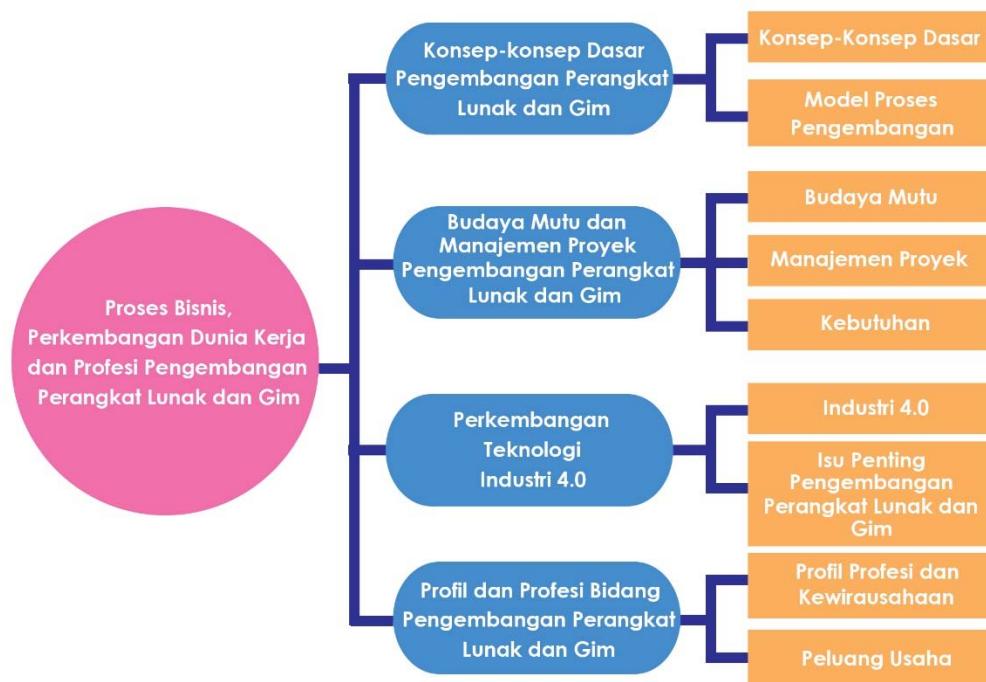 Proses Bisnis,
Perkembangan Dunia Kerja
dan Profesi Pengembangan
Perangkat Lunak dan Gim
Konsep-konsep Dasar
Pengembangan Perangkat
Lunak dan Gim
Konsep-Konsep Dasar
Model Proses
Pengembangan
Budaya Mutu dan
Manajemen Proyek
Pengembangan Perangkat
Lunak dan Gim
Budaya Mutu
Manajemen Proyek
Kebutuhan
Perkembangan
Teknologi
Industri 4.0
Industri 4.0
Isu Penting
Pengembangan
Perangkat Lunak dan
Gim
Profil dan Profesi Bidang
Pengembangan Perangkat
Lunak dan Gim
Profil Profesi dan
Kewirausahaan
Peluang Usaha